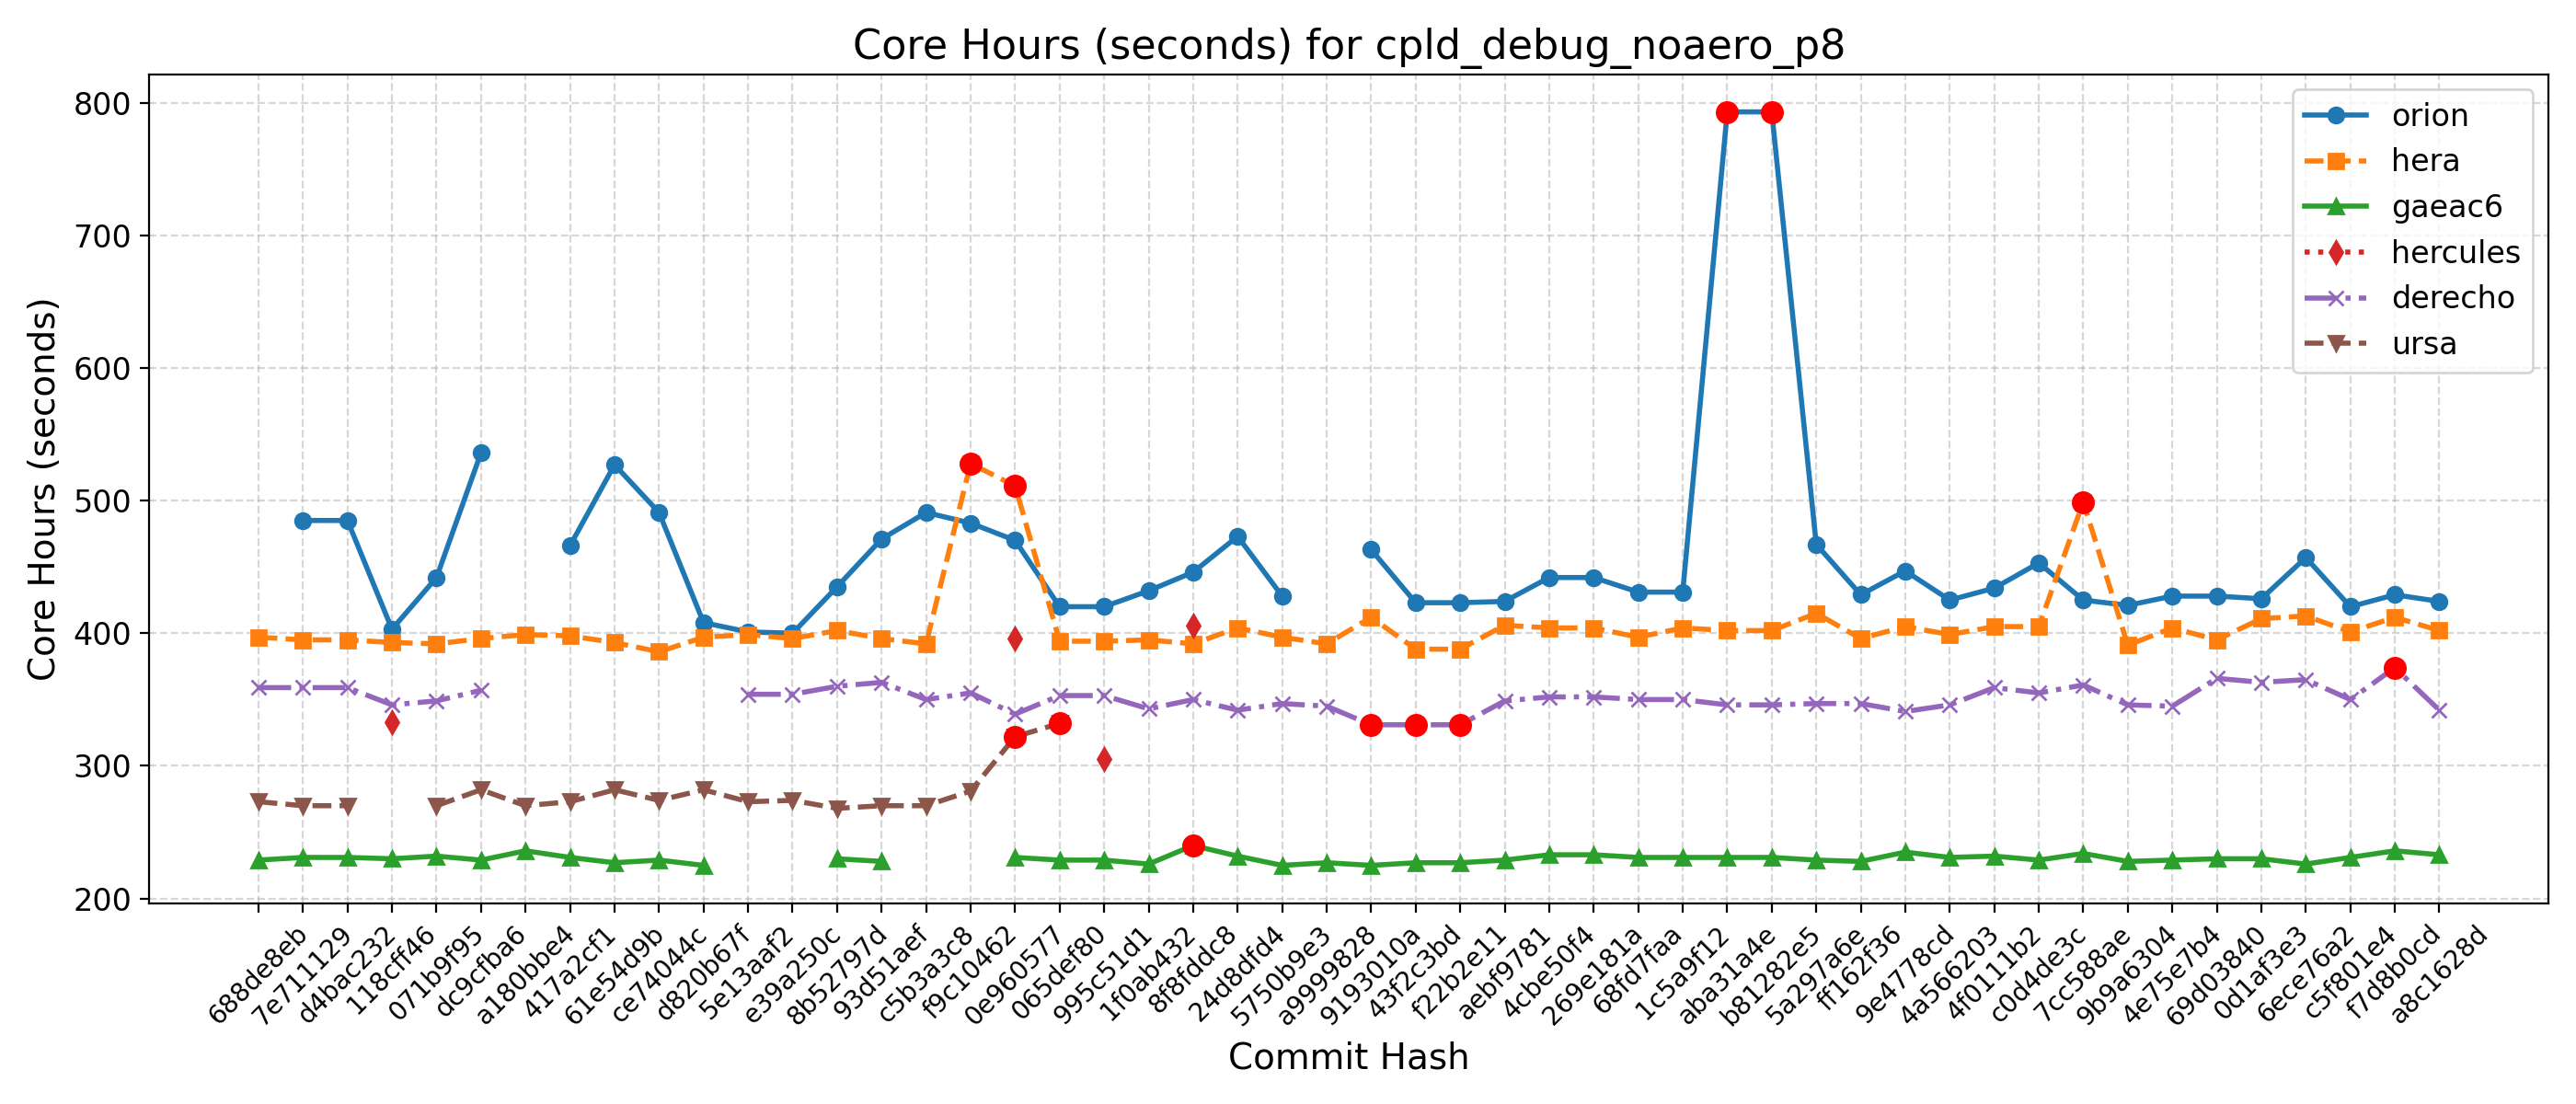 Core Hours (seconds) for cpld_debug_noaero_p8
Core Hours (seconds)
800
700
600
500
400
300
200
orion
hera
gaeac6
hercules
derecho
ursa
688de8eb
7e711129
d4bac232
118cff46
071b9f95
dc9cfba6
a180bbe4
417a2cf1
61e54d9b
ce74044c
d820b67f
5e13aaf2
e39a250c
8b52797d
93d51aef
c5b3a3c8
f9c10462
0e960577
065def80
995c51d1
1f0ab432
8f8fddc8
24d8dfd4
5750b9e3
a9999828
9193010a
43f2c3bd
f22b2e11
aebf9781
4cbe50f4
269e181a
68fd7faa
1c5a9f12
aba31a4e
b81282e5
5a297a6e
ff162f36
9e4778cd
4a566203
4f0111b2
c0d4de3c
7cc588ae
9b9a6304
4e75e7b4
69d03840
0d1af3e3
6ece76a2
c5f801e4
f7d8b0cd
a8c1628d
Commit Hash